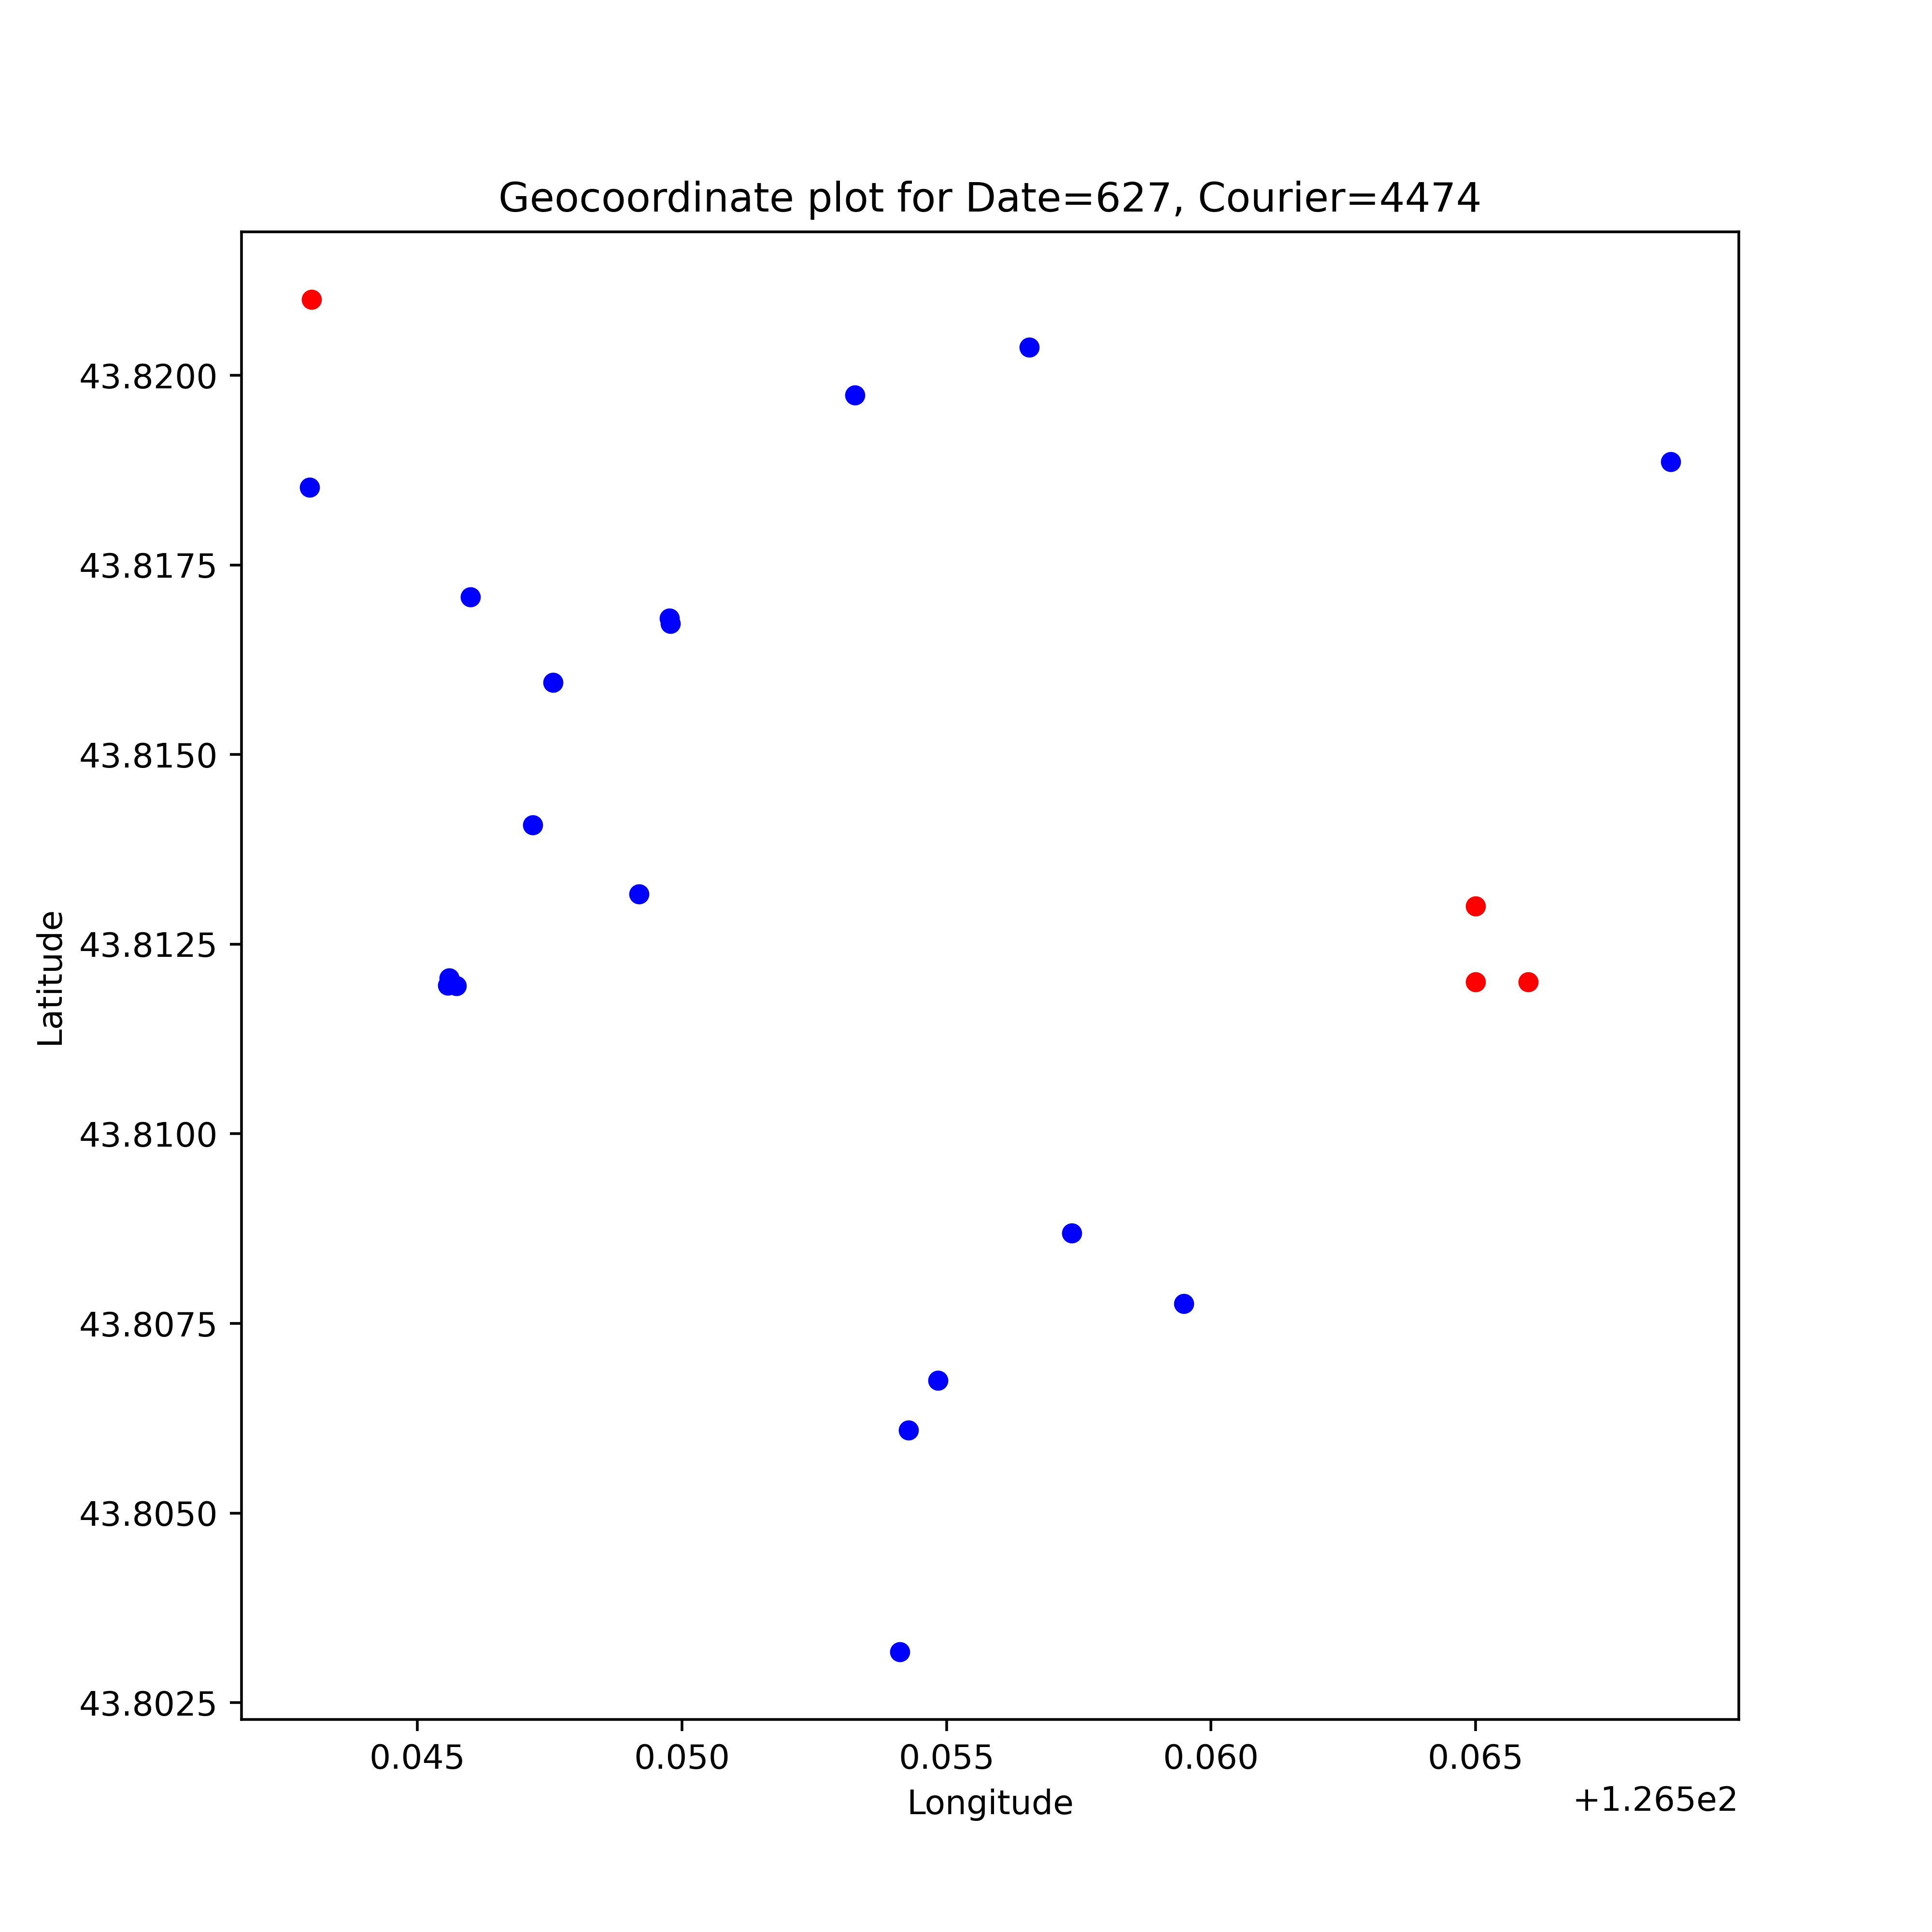 Geocoordinate plot for Date=627, Courier=4474
43.8200
43.8175
43.8150
43.8125
43.8100
43.8075
43.8050
43.8025
Latitude
0.045 0.050 0.055 0.060 0.065
Longitude
+1.265e2